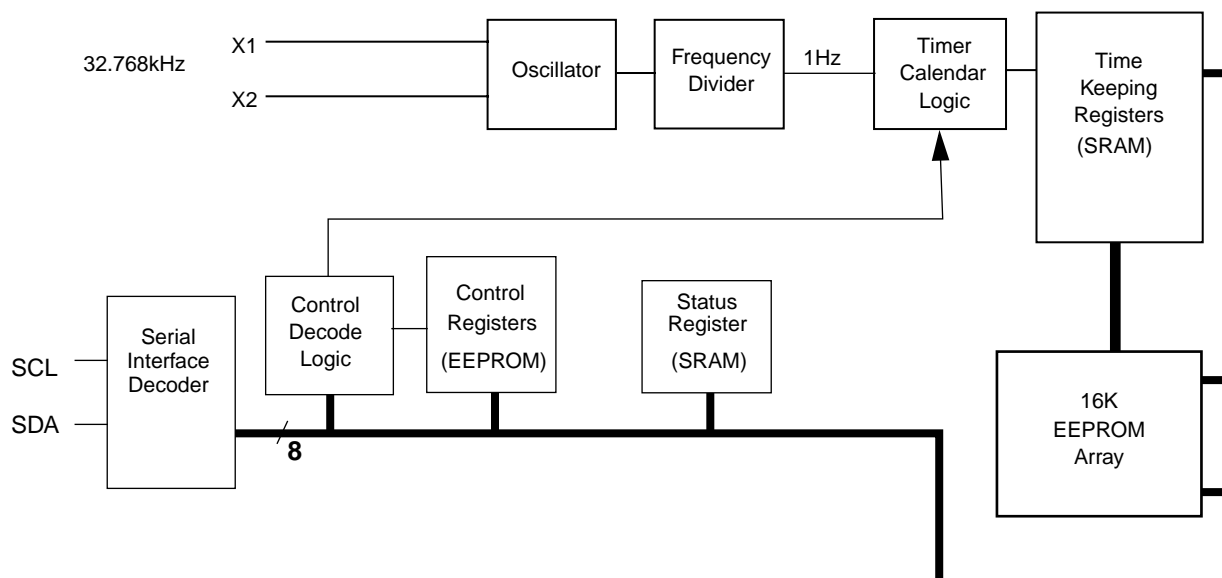 32.768kHz
X1
X2
Oscillator
Frequency
Divider
1Hz
Timer
Calendar
Logic
Time
Keeping
Registers
(SRAM)
SCL
SDA
Serial
Interface
Decoder
8
Control
Decode
Logic
Control
Registers
(EEPROM)
Status
Register
(SRAM)
16K
EEPROM
Array